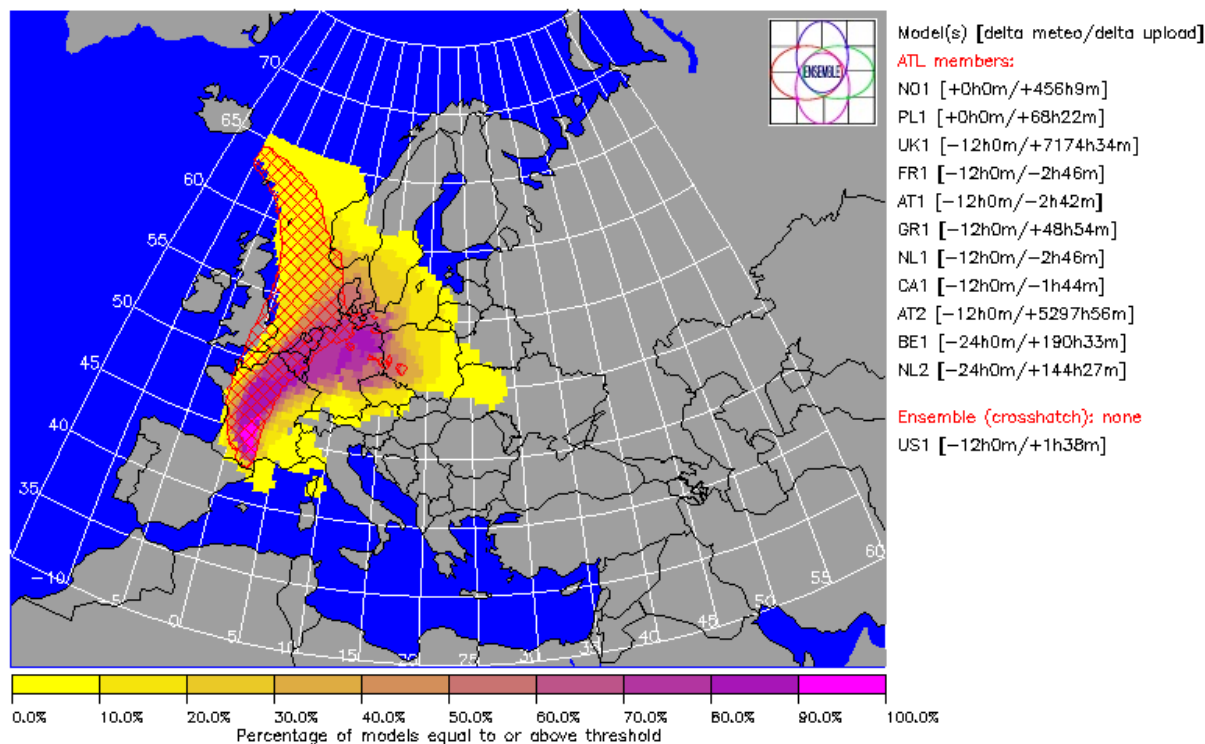 Model(s) [delta meteo/delta upload]
ATL members:
NO1 [+0h0m/+456h9m]
PL1 [+0h0m/+68h22m]
UK1 [-12h0m/+7174h34m]
FR1 [-12h0m/-2h46m]
AT1 [-12h0m/-2h42m]
GR1 [-12h0m/+48h54m]
NL1 [-12h0m/-2h46m]
CA1 [-12h0m/-1h44m]
AT2 [-12h0m/+5297h56m]
BE1 [-24h0m/+190h33m]
NL2 [-24h0m/+144h27m]
Ensemble (crosshatch): none
US1 [-12h0m/+1h38m]
ENSEMBLE
70
65
60
55
50
45
40
35
-10
-5
0
5
10
15
20
25
30
35
40
45
50
55
60
0.0% 10.0% 20.0% 30.0% 40.0% 50.0% 60.0% 70.0% 80.0% 90.0% 100.0%
Percentage of models equal to or above threshold